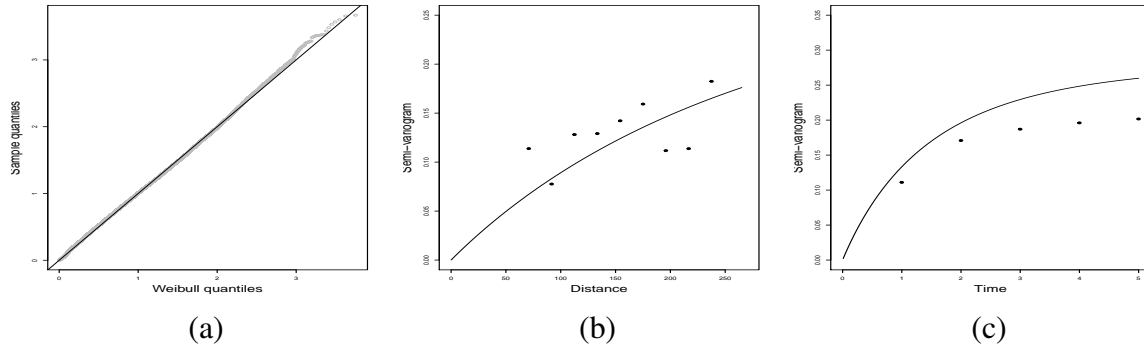 Sample quantiles
0
1
2
3
0 1 2 3
Weibull quantiles
(a)
Semi-variogram
0.00 0.05 0.10 0.15 0.20 0.25
0 50 100 150 200 250
Distance
(b)
Semi-variogram
0.00 0.05 0.10 0.15 0.20 0.25 0.30 0.35
0 1 2 3 4 5
Time
(c)